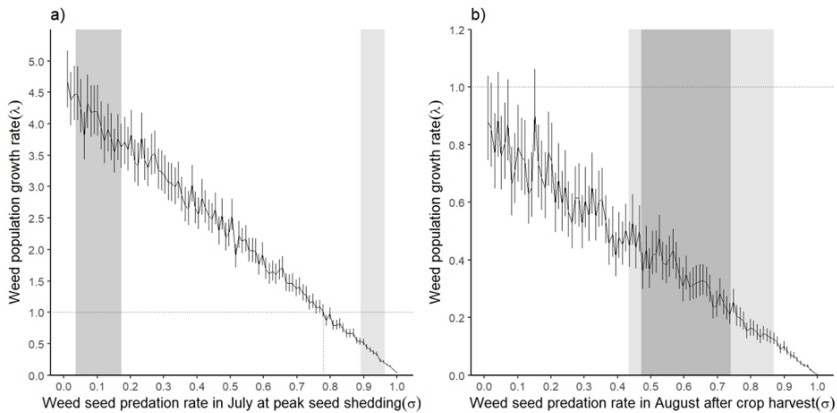 a)
Weed population growth rate(λ)
5.0
4.5
4.0
3.5
3.0
2.5
2.0
1.5
1.0
0.5
0.0
0.0 0.1 0.2 0.3 0.4 0.5 0.6 0.7 0.8 0.9 1.0
Weed seed predation rate in July at peak seed shedding(σ)
b)
Weed population growth rate(λ)
1.2
1.0
0.8
0.6
0.4
0.2
0.0
0.0 0.1 0.2 0.3 0.4 0.5 0.6 0.7 0.8 0.9 1.0
Weed seed predation rate in August after crop harvest(σ)